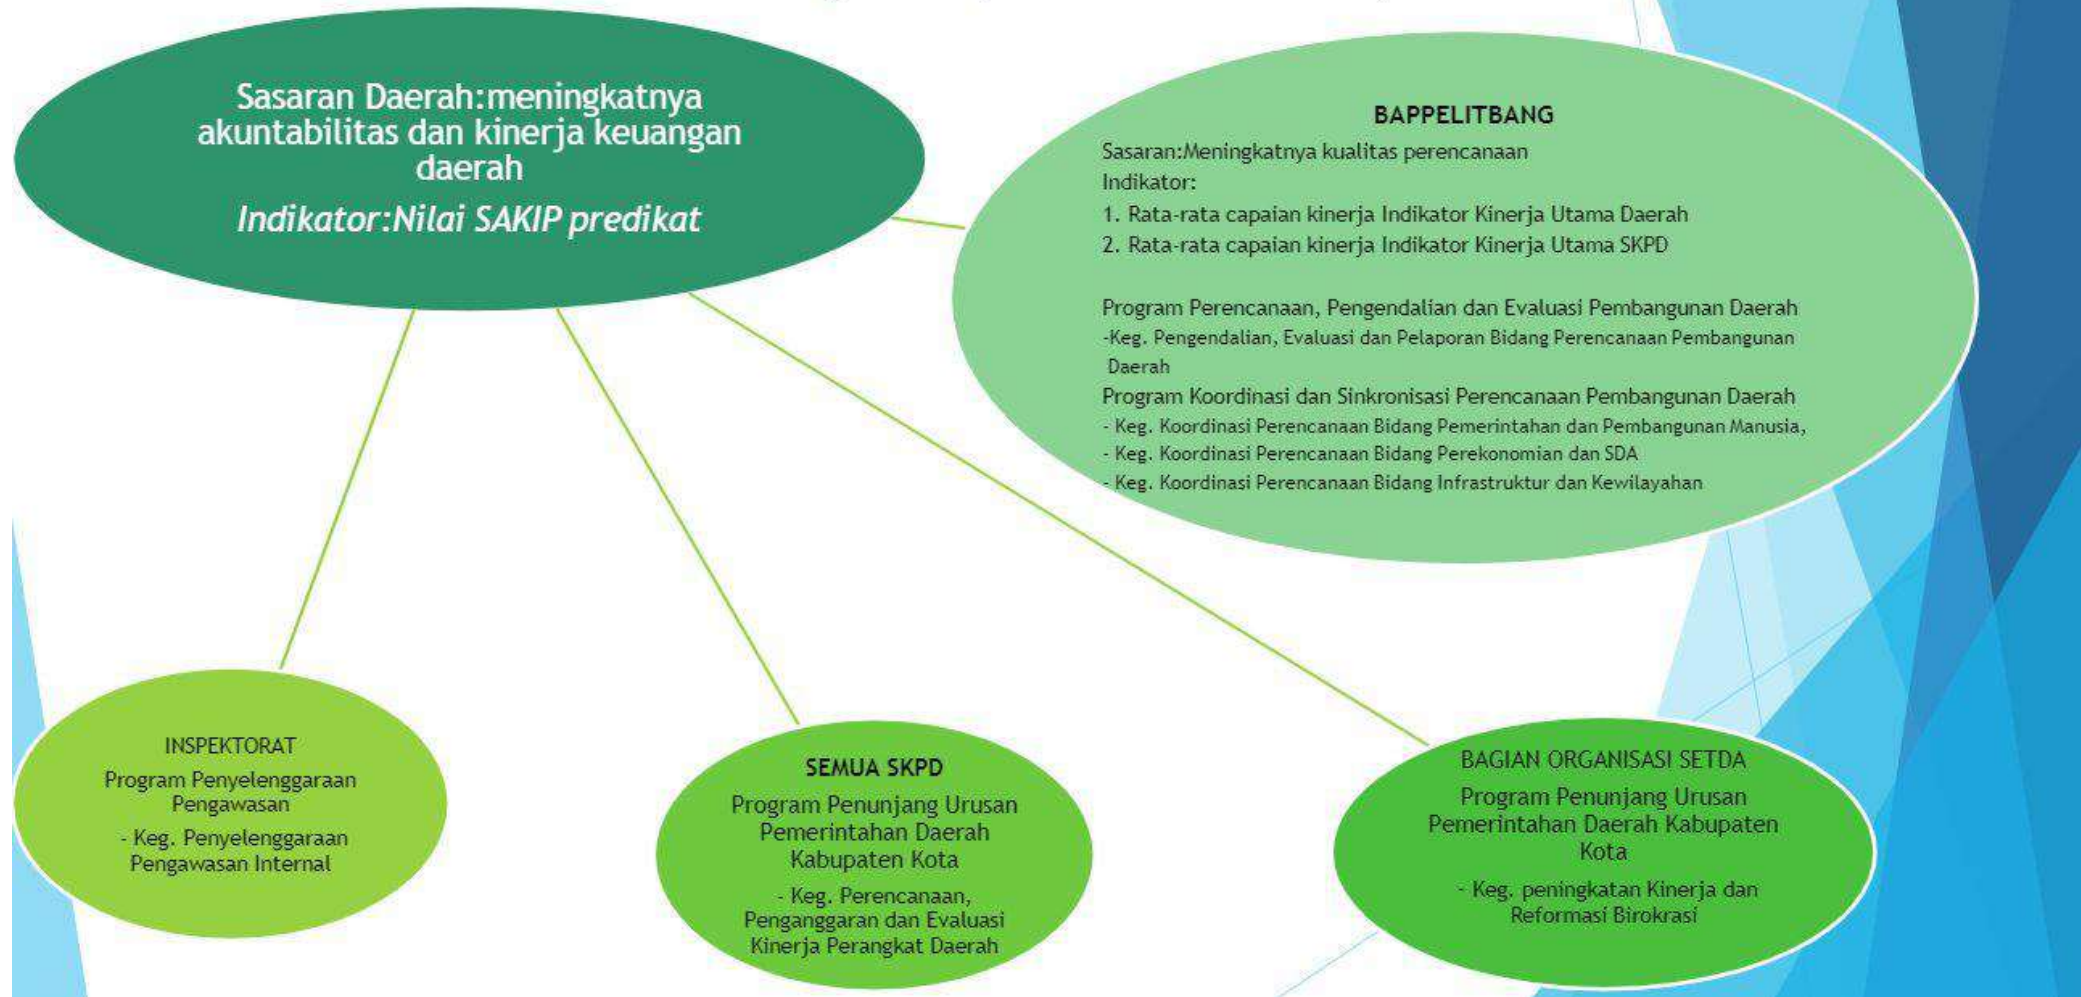 Sasaran Daerah:meningkatnya
akuntabilitas dan kinerja keuangan
daerah
Indikator:Nilai SAKIP predikat
BAPPELITBANG
Sasaran:Meningkatnya kualitas perencanaan
Indikator:
1. Rata-rata capaian kinerja Indikator Kinerja Utama Daerah
2. Rata-rata capaian kinerja Indikator Kinerja Utama SKPD
Program Perencanaan, Pengendalian dan Evaluasi Pembangunan Daerah
-Keg. Pengendalian, Evaluasi dan Pelaporan Bidang Perencanaan Pembangunan
Daerah
Program Koordinasi dan Sinkronisasi Perencanaan Pembangunan Daerah
- Keg. Koordinasi Perencanaan Bidang Pemerintahan dan Pembangunan Manusia,
- Keg. Koordinasi Perencanaan Bidang Perekonomian dan SDA
- Keg. Koordinasi Perencanaan Bidang Infrastruktur dan Kewilayahan
INSPEKTORAT
Program Penyelenggaraan
Pengawasan
- Keg. Penyelenggaraan
Pengawasan Internal
SEMUA SKPD
Program Penunjang Urusan
Pemerintahan Daerah
Kabupaten Kota
- Keg. Perencanaan,
Penganggaran dan Evaluasi
Kinerja Perangkat Daerah
BAGIAN ORGANISASI SETDA
Program Penunjang Urusan
Pemerintahan Daerah Kabupaten
Kota
- Keg. peningkatan Kinerja dan
Reformasi Birokrasi